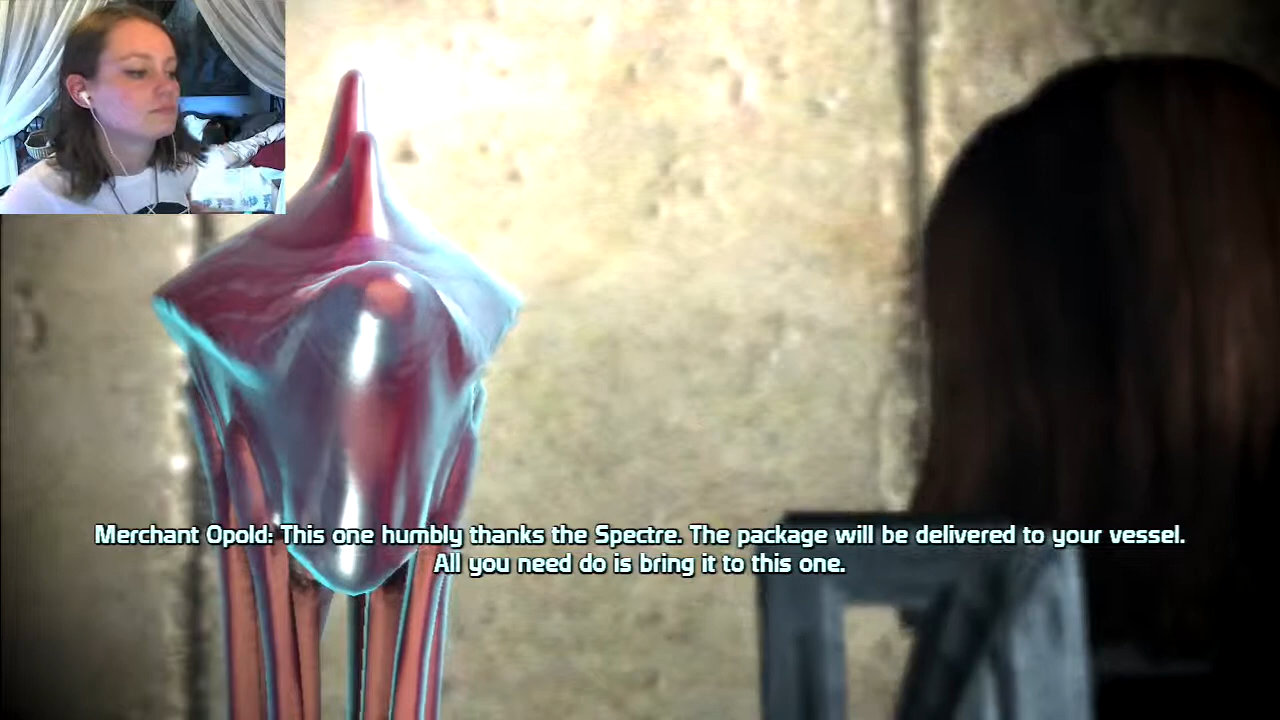 Merchant Opold: This one humbly thanks the Spectre. The package will be delivered to your vessel.
All you need do is bring it to this one.